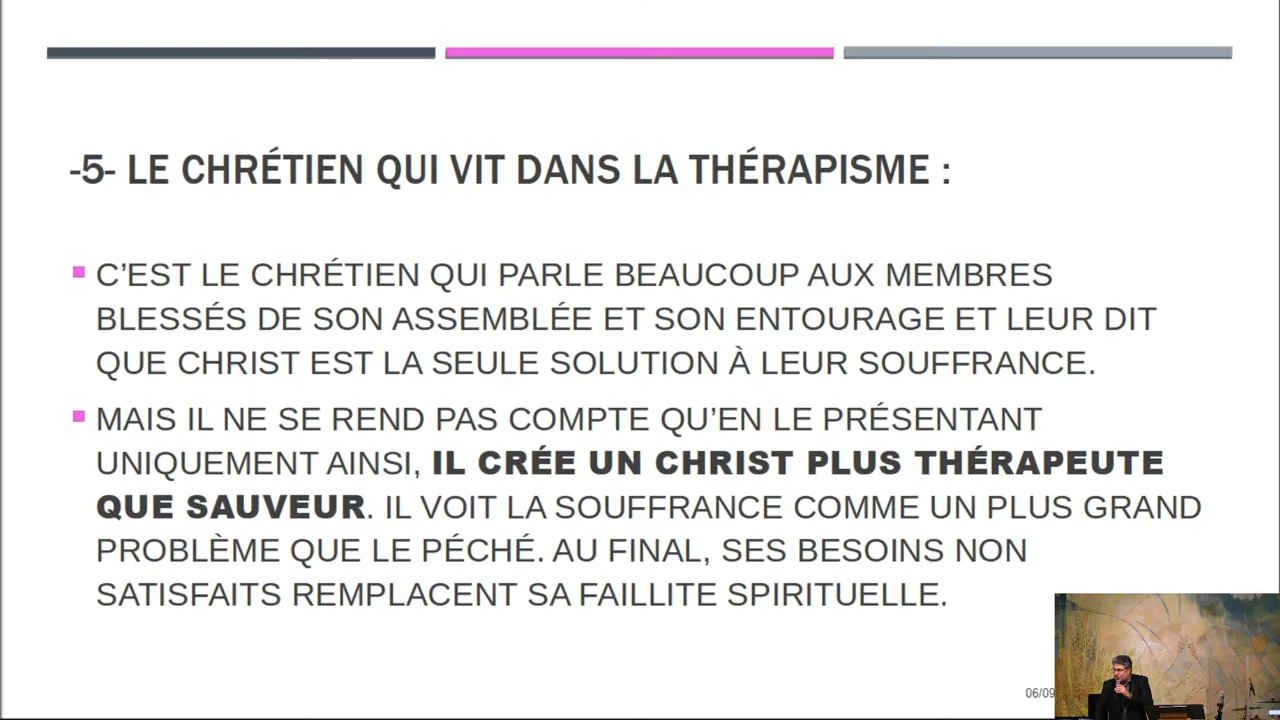 -5- LE CHRÉTIEN QUI VIT DANS LA THÉRAPISME :
C’EST LE CHRÉTIEN QUI PARLE BEAUCOUP AUX MEMBRES
BLESSÉS DE SON ASSEMBLÉE ET SON ENTOURAGE ET LEUR DIT
QUE CHRIST EST LA SEULE SOLUTION À LEUR SOUFFRANCE.
MAIS IL NE SE REND PAS COMPTE QU’EN LE PRÉSENTANT
UNIQUEMENT AINSI, IL CRÉE UN CHRIST PLUS THÉRAPEUTE
QUE SAUVEUR. IL VOIT LA SOUFFRANCE COMME UN PLUS GRAND
PROBLÈME QUE LE PÉCHÉ. AU FINAL, SES BESOINS NON
SATISFAITS REMPLACENT SA FAILLITE SPIRITUELLE.
06/09